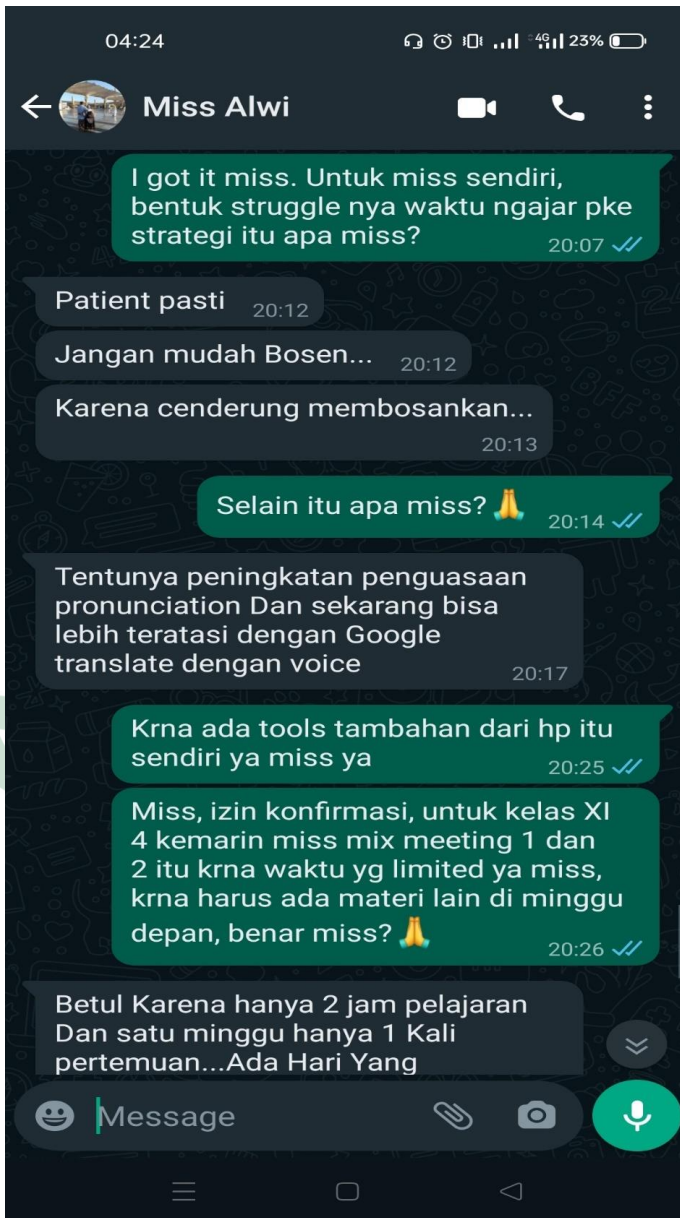 04:24
4G 23%
Miss Alwi
I got it miss. Untuk miss sendiri,
bentuk struggle nya waktu ngajar pke
strategi itu apa miss?
20:07
Patient pasti 20:12
Jangan mudah Bosen... 20:12
Karena cenderung membosankan...
20:13
Selain itu apa miss?🙏 20:14
Tentunya peningkatan penguasaan
pronunciation Dan sekarang bisa
lebih teratasi dengan Google
translate dengan voice
20:17
Krna ada tools tambahan dari hp itu
sendiri ya miss ya
20:25
Miss, izin konfirmasi, untuk kelas XI
4 kemarin miss mix meeting 1 dan
2 itu krna waktu yg limited ya miss,
krna harus ada materi lain di minggu
depan, benar miss?🙏
20:26
Betul Karena hanya 2 jam pelajaran
Dan satu minggu hanya 1 Kali
pertemuan...Ada Hari Yang
Message